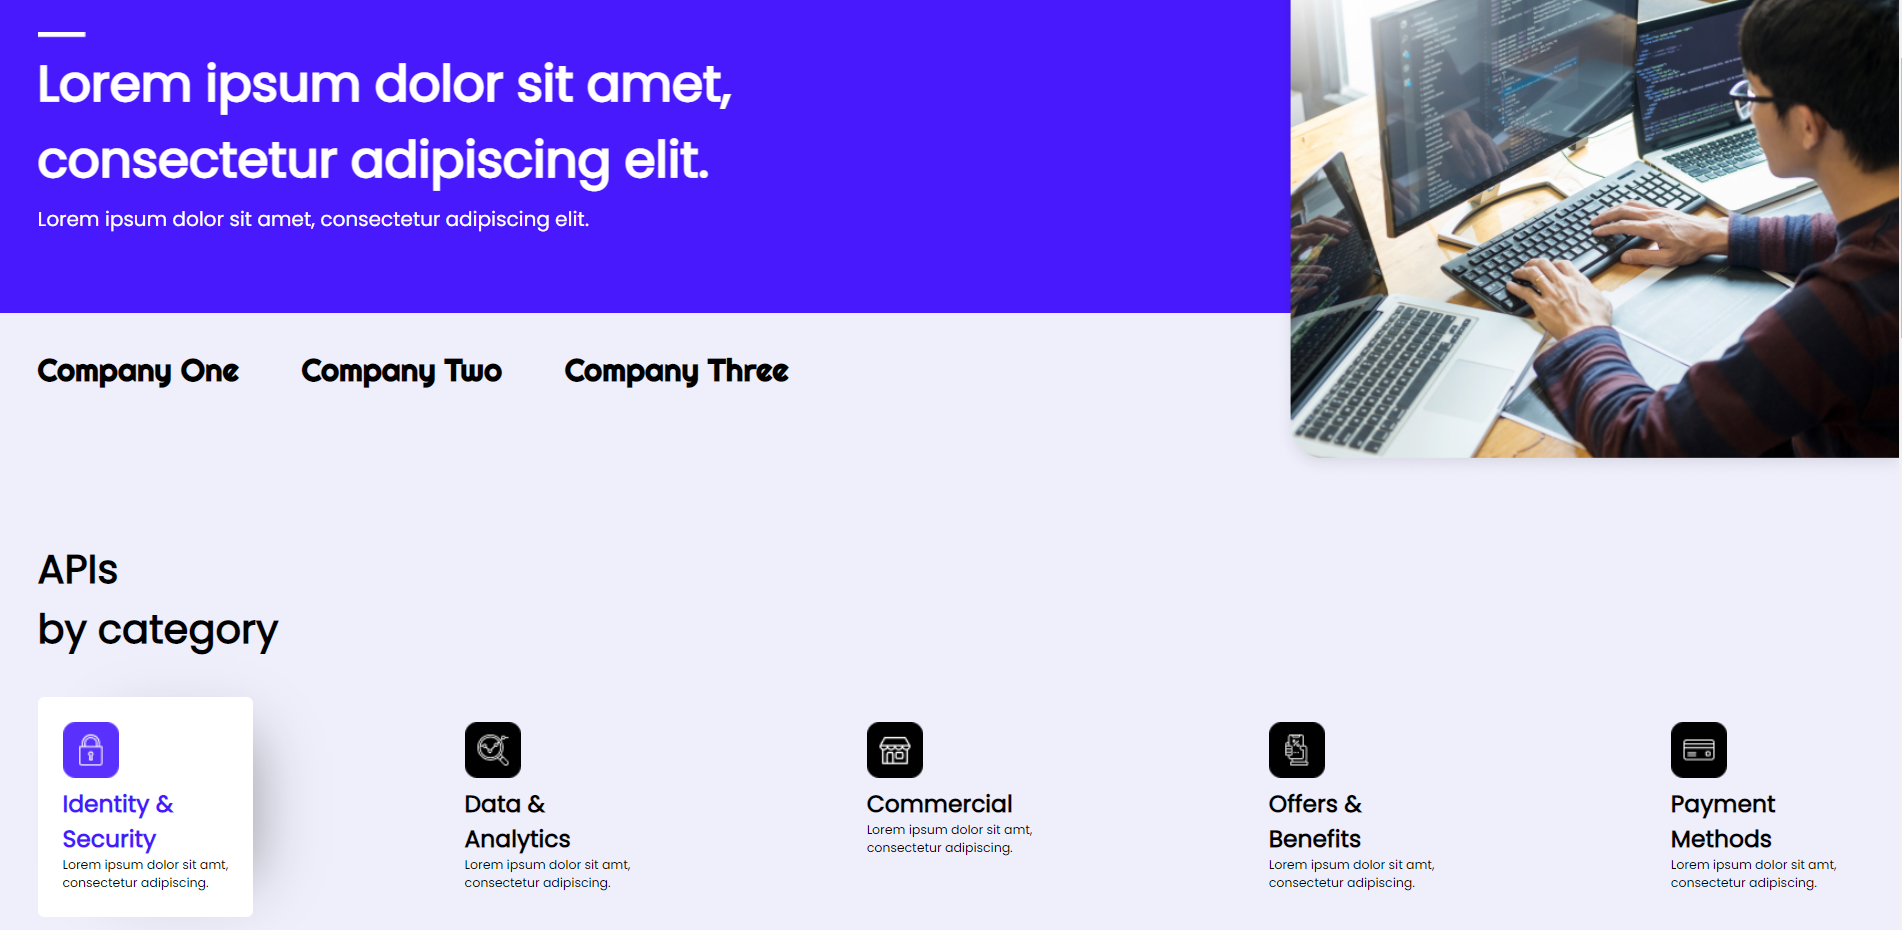 Lorem ipsum dolor sit amet,
consectetur adipiscing elit.
Lorem ipsum dolor sit amet, consectetur adipiscing elit.
Company One
Company Two
Company Three
APIs
by category
Identity &
Security
Lorem ipsum dolor sit amt,
consectetur adipiscing.
Data &
Analytics
Lorem ipsum dolor sit amt,
consectetur adipiscing.
Commercial
Lorem ipsum dolor sit amt,
consectetur adipiscing.
Offers &
Benefits
Lorem ipsum dolor sit amt,
consectetur adipiscing.
Payment
Methods
Lorem ipsum dolor sit amt,
consectetur adipiscing.